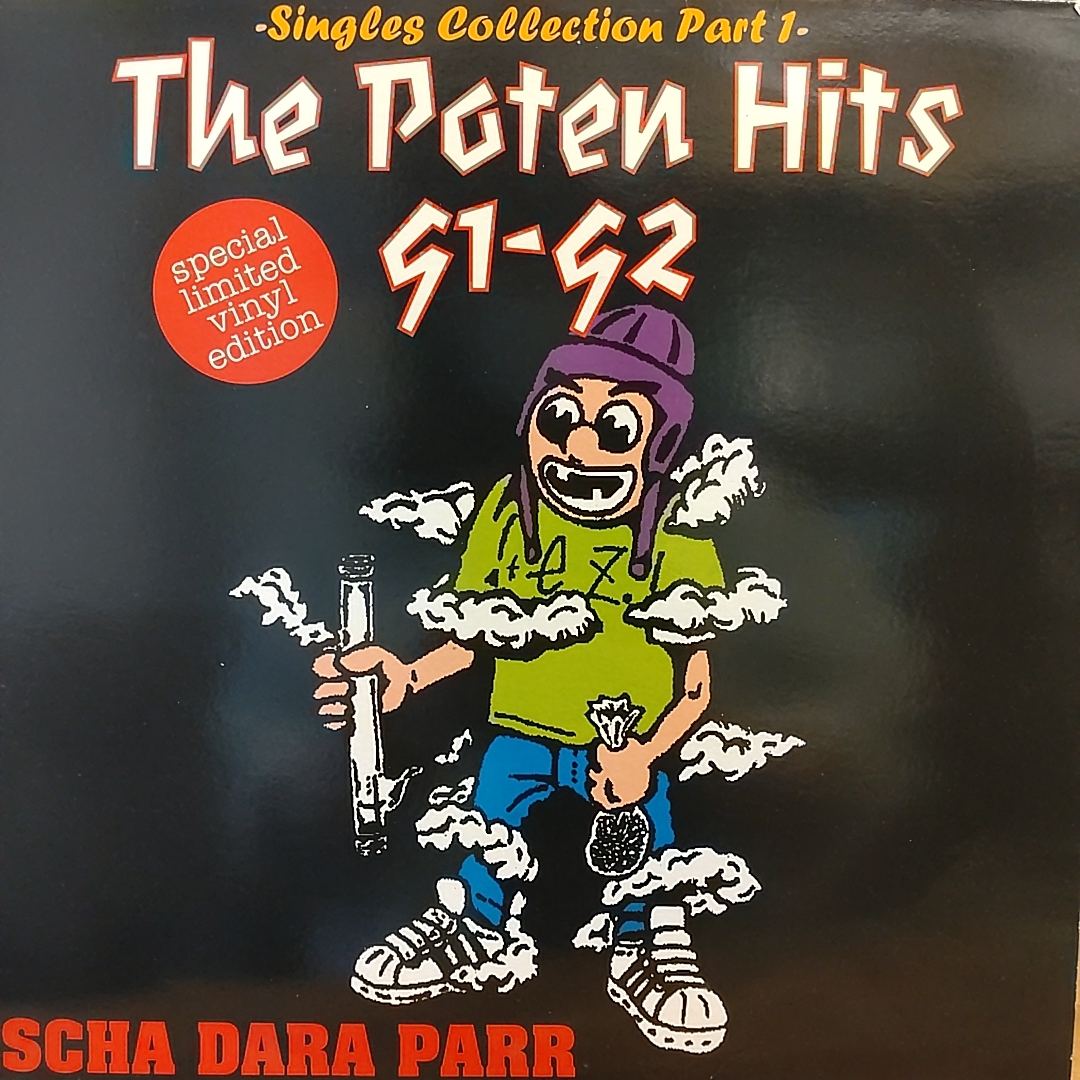 -Singles Collection Part 1-
The Poten Hits
91-92
special
limited
vinyl
edition
SCHA DARA PARR